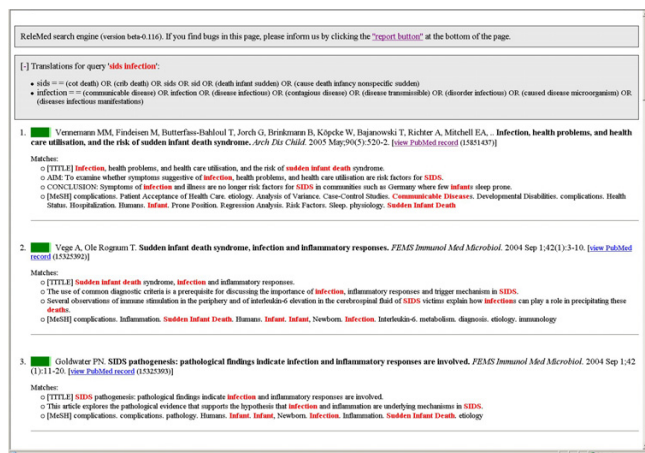 ReleMed search engine (version beta-0.116). If you find bugs in this page, please inform us by clicking the "report button" at the bottom of the page.
[-] Translations for query 'sids infection':
• sids == (cot death) OR (crib death) OR sids OR sid OR (death infant sudden) OR (cause death infancy nonspecific sudden)
• infection == (communicable disease) OR infection OR (disease infectious) OR (contagious disease) OR (disease transmissible) OR (disorder infectious) OR (caused disease microorganism) OR
(diseases infectious manifestations)
1. Vennemann MM, Findeisen M, Butterfass-Bahloul T, Jorch G, Brinkmann B, Köpcke W, Bajanowski T, Richter A, Mitchell EA, .. Infection, health problems, and health
care utilisation, and the risk of sudden infant death syndrome. Arch Dis Child. 2005 May;90(5):520-2. [view PubMed record (15851437)]
Matches:
o [TITLE] Infection, health problems, and health care utilisation, and the risk of sudden infant death syndrome.
o AIM: To examine whether symptoms suggestive of infection, health problems, and health care utilisation are risk factors for SIDS.
o CONCLUSION: Symptoms of infection and illness are no longer risk factors for SIDS in communities such as Germany where few infants sleep prone.
o [MeSH] complications. Patient Acceptance of Health Care. etiology. Analysis of Variance. Case-Control Studies. Communicable Diseases. Developmental Disabilities. complications. Health
Status. Hospitalization. Humans. Infant. Prone Position. Regression Analysis. Risk Factors. Sleep. physiology. Sudden Infant Death
2. Vege A, Ole Rognum T. Sudden infant death syndrome, infection and inflammatory responses. FEMS Immunol Med Microbiol. 2004 Sep 1;42(1):3-10. [view PubMed
record (15325392)]
Matches:
o [TITLE] Sudden infant death syndrome, infection and inflammatory responses.
o The use of common diagnostic criteria is a prerequisite for discussing the importance of infection, inflammatory responses and trigger mechanism in SIDS.
o Several observations of immune stimulation in the periphery and of interleukin-6 elevation in the cerebrospinal fluid of SIDS victims explain how infections can play a role in precipitating these
deaths.
o [MeSH] complications. Inflammation. Sudden Infant Death. Humans. Infant. Infant, Newborn. Infection. Interleukin-6. metabolism. diagnosis. etiology. immunology
3. Goldwater PN. SIDS pathogenesis: pathological findings indicate infection and inflammatory responses are involved. FEMS Immunol Med Microbiol. 2004 Sep 1;42
(1):11-20. [view PubMed record (15325393)]
Matches:
o [TITLE] SIDS pathogenesis: pathological findings indicate infection and inflammatory responses are involved.
o This article explores the pathological evidence that supports the hypothesis that infection and inflammation are underlying mechanisms in SIDS.
o [MeSH] complications. complications. pathology. Humans. Infant. Infant, Newborn. Infection. Inflammation. Sudden Infant Death. etiology